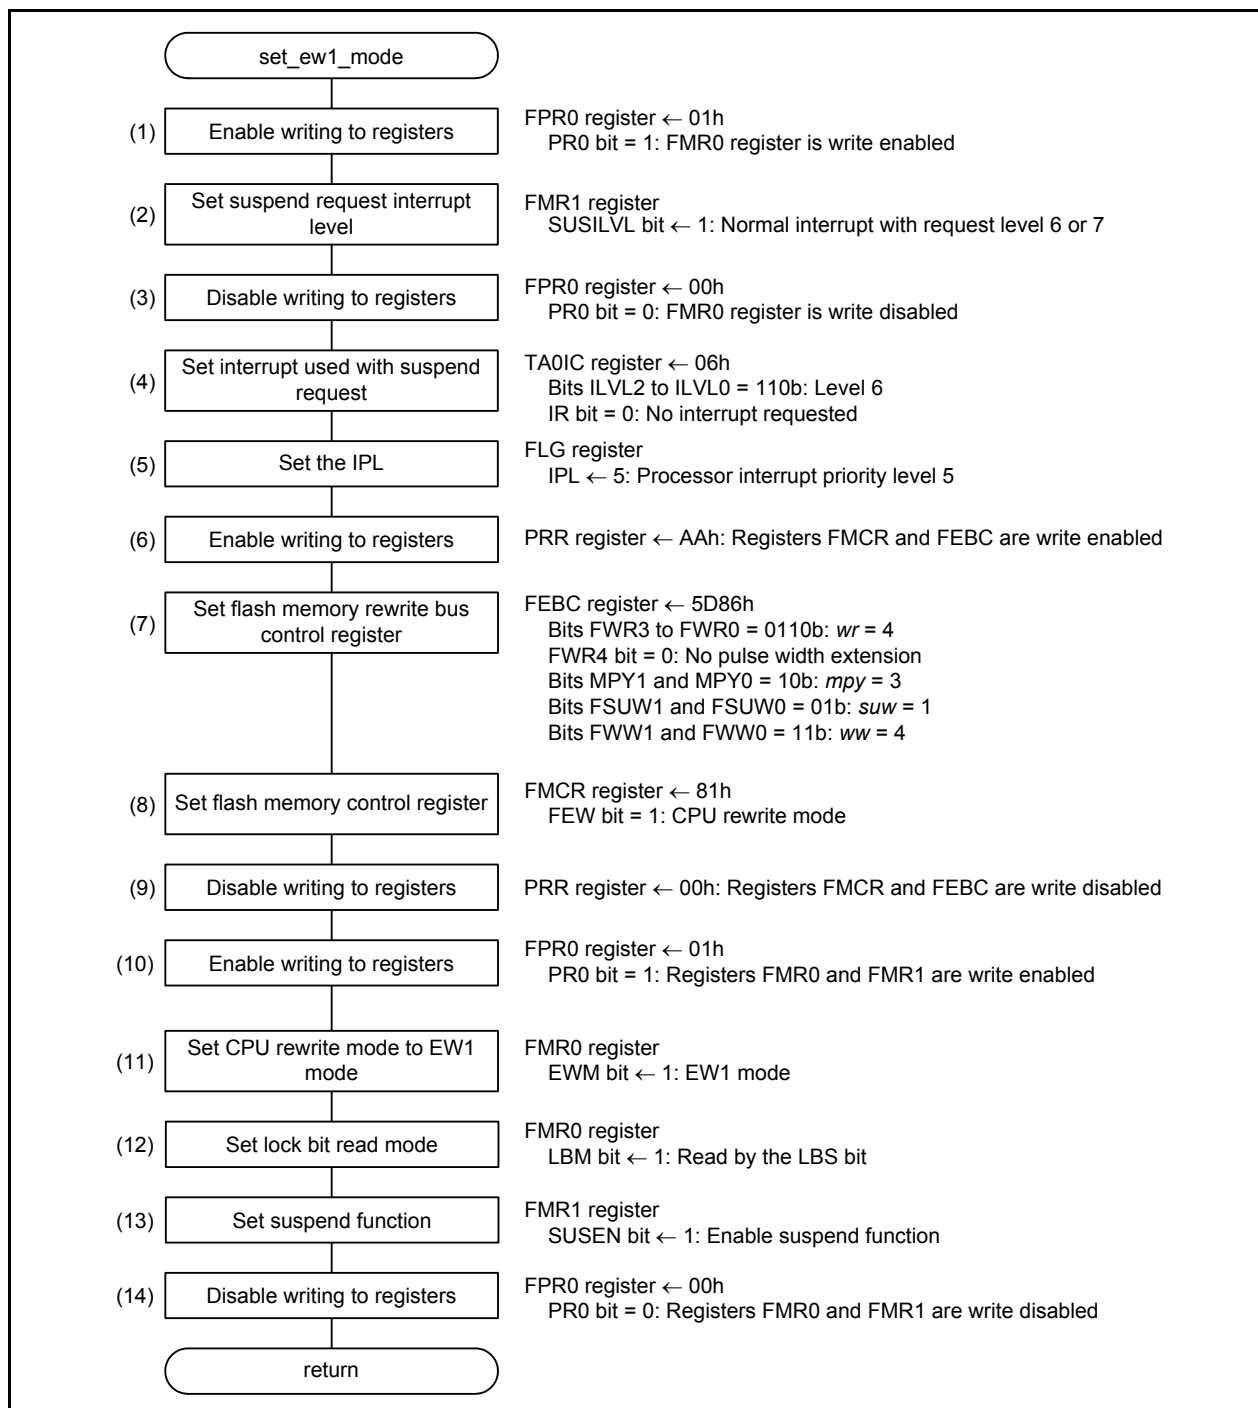 set_ew1_mode
(1)
Enable writing to registers
FPR0 register ← 01h
PR0 bit = 1: FMR0 register is write enabled
(2)
Set suspend request interrupt
level
FMR1 register
SUSILVL bit ← 1: Normal interrupt with request level 6 or 7
(3)
Disable writing to registers
FPR0 register ← 00h
PR0 bit = 0: FMR0 register is write disabled
(4)
Set interrupt used with suspend
request
TA0IC register ← 06h
Bits ILVL2 to ILVL0 = 110b: Level 6
IR bit = 0: No interrupt requested
(5)
Set the IPL
FLG register
IPL ← 5: Processor interrupt priority level 5
(6)
Enable writing to registers
PRR register ← AAh: Registers FMCR and FEBC are write enabled
(7)
Set flash memory rewrite bus
control register
FEBC register ← 5D86h
Bits FWR3 to FWR0 = 0110b: wr = 4
FWR4 bit = 0: No pulse width extension
Bits MPY1 and MPY0 = 10b: mpy = 3
Bits FSUW1 and FSUW0 = 01b: suw = 1
Bits FWW1 and FWW0 = 11b: ww = 4
(8)
Set flash memory control register
FMCR register ← 81h
FEW bit = 1: CPU rewrite mode
(9)
Disable writing to registers
PRR register ← 00h: Registers FMCR and FEBC are write disabled
(10)
Enable writing to registers
FPR0 register ← 01h
PR0 bit = 1: Registers FMR0 and FMR1 are write enabled
(11)
Set CPU rewrite mode to EW1
mode
FMR0 register
EWM bit ← 1: EW1 mode
(12)
Set lock bit read mode
FMR0 register
LBM bit ← 1: Read by the LBS bit
(13)
Set suspend function
FMR1 register
SUSEN bit ← 1: Enable suspend function
(14)
Disable writing to registers
FPR0 register ← 00h
PR0 bit = 0: Registers FMR0 and FMR1 are write disabled
return